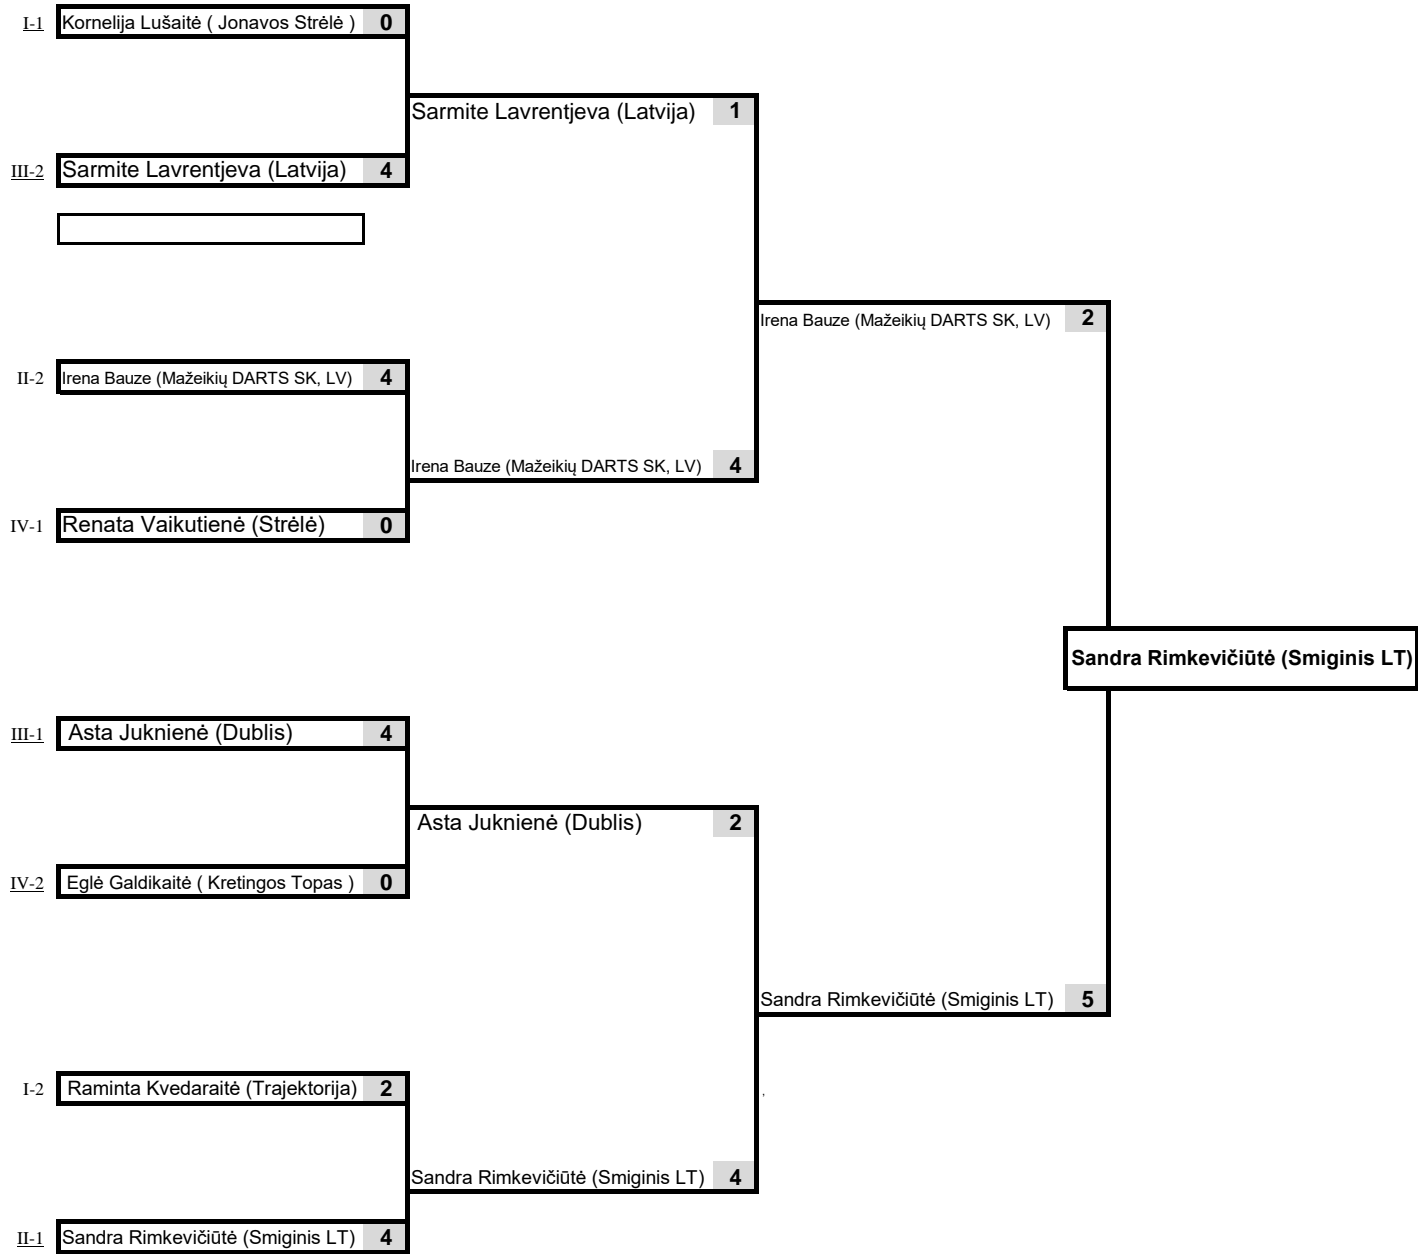 I-1 Kornelija Lušaitė ( Jonavos Strėlė ) 0
Sarmite Lavrentjeva (Latvija) 1
III-2 Sarmite Lavrentjeva (Latvija) 4
Irena Bauze (Mažeikių DARTS SK, LV) 2
II-2 Irena Bauze (Mažeikių DARTS SK, LV) 4
Irena Bauze (Mažeikių DARTS SK, LV) 4
IV-1 Renata Vaikutienė (Strėlė) 0
Sandra Rimkevičiūtė (Smiginis LT)
III-1 Asta Juknienė (Dublis) 4
Asta Juknienė (Dublis) 2
IV-2 Eglė Galdikaitė ( Kretingos Topas ) 0
Sandra Rimkevičiūtė (Smiginis LT) 5
I-2 Raminta Kvedaraitė (Trajektorija) 2
,
Sandra Rimkevičiūtė (Smiginis LT) 4
II-1 Sandra Rimkevičiūtė (Smiginis LT) 4